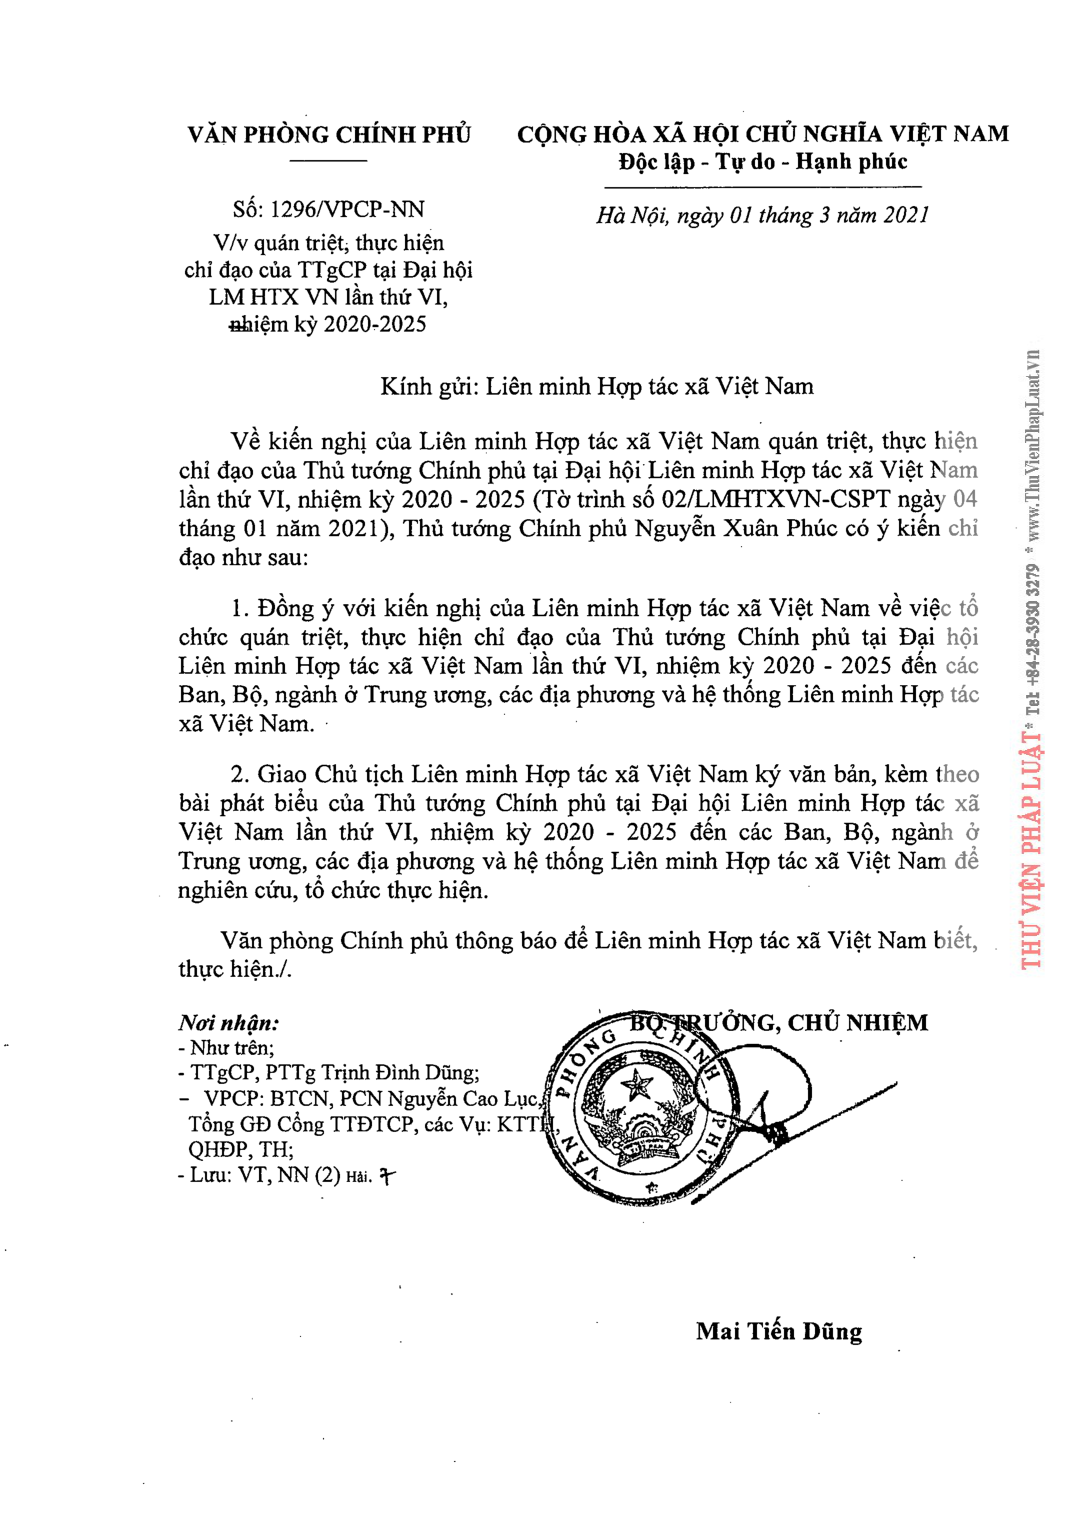 VĂN PHÒNG CHÍNH PHỦ
CỘNG HÒA XÃ HỘI CHỦ NGHĨA VIỆT NAM
Độc lập - Tự do - Hạnh phúc
Số: 1296/VPCP-NN
Hà Nội, ngày 01 tháng 3 năm 2021
V/v quán triệt, thực hiện
chỉ đạo của TTgCP tại Đại hội
LM HTX VN lần thứ VI,
nhiệm kỳ 2020-2025
Kính gửi: Liên minh Hợp tác xã Việt Nam
Về kiến nghị của Liên minh Hợp tác xã Việt Nam quán triệt, thực hiện
chỉ đạo của Thủ tướng Chính phủ tại Đại hội Liên minh Hợp tác xã Việt Nam
lần thứ VI, nhiệm kỳ 2020 - 2025 (Tờ trình số 02/LMHTXVN-CSPT ngày 04
tháng 01 năm 2021), Thủ tướng Chính phủ Nguyễn Xuân Phúc có ý kiến chỉ
đạo như sau:
1. Đồng ý với kiến nghị của Liên minh Hợp tác xã Việt Nam về việc tổ
chức quán triệt, thực hiện chỉ đạo của Thủ tướng Chính phủ tại Đại hội
Liên minh Hợp tác xã Việt Nam lần thứ VI, nhiệm kỳ 2020 - 2025 đến các
Ban, Bộ, ngành ở Trung ương, các địa phương và hệ thống Liên minh Hợp tác
xã Việt Nam.
2. Giao Chủ tịch Liên minh Hợp tác xã Việt Nam ký văn bản, kèm theo
bài phát biểu của Thủ tướng Chính phủ tại Đại hội Liên minh Hợp tác xã
Việt Nam lần thứ VI, nhiệm kỳ 2020 - 2025 đến các Ban, Bộ, ngành ở
Trung ương, các địa phương và hệ thống Liên minh Hợp tác xã Việt Nam để
nghiên cứu, tổ chức thực hiện.
Văn phòng Chính phủ thông báo để Liên minh Hợp tác xã Việt Nam biết,
thực hiện./.
Nơi nhận:
- Như trên;
- TTgCP, PTTg Trịnh Đình Dũng;
- VPCP: BTCN, PCN Nguyễn Cao Lục,
Tổng GĐ Cổng TTĐTCP, các Vụ: KTTH,
QHĐP, TH;
- Lưu: VT, NN (2) Hải.
BỘ TRƯỞNG, CHỦ NHIỆM
VĂN PHÒNG CHÍNH PHỦ
Mai Tiến Dũng
THƯ VIỆN PHÁP LUẬT * Tel: +84-28-3930 3279 * www.ThuVienPhapLuat.vn